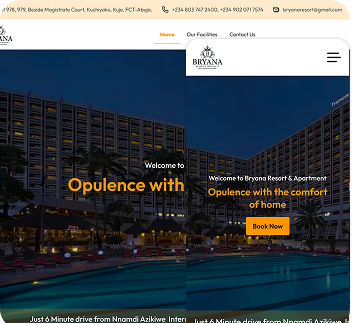 t 978, 979, Beside Magistrate Court, Kuchiyako, Kuje, FCT-Abuja.
+234 803 747 2400, +234 902 071 7574
bryanaresort@gmail.com
Home
Our Facilities
Contact Us
BRYANA
Welcome to
Opulence with
Just 6 Minute drive from Nnamdi Azikiwe Intern
Welcome to Bryana Resort & Apartment
Opulence with the comfort
of home
Book Now
Just 6 Minute drive from Nnamdi Azikiwe